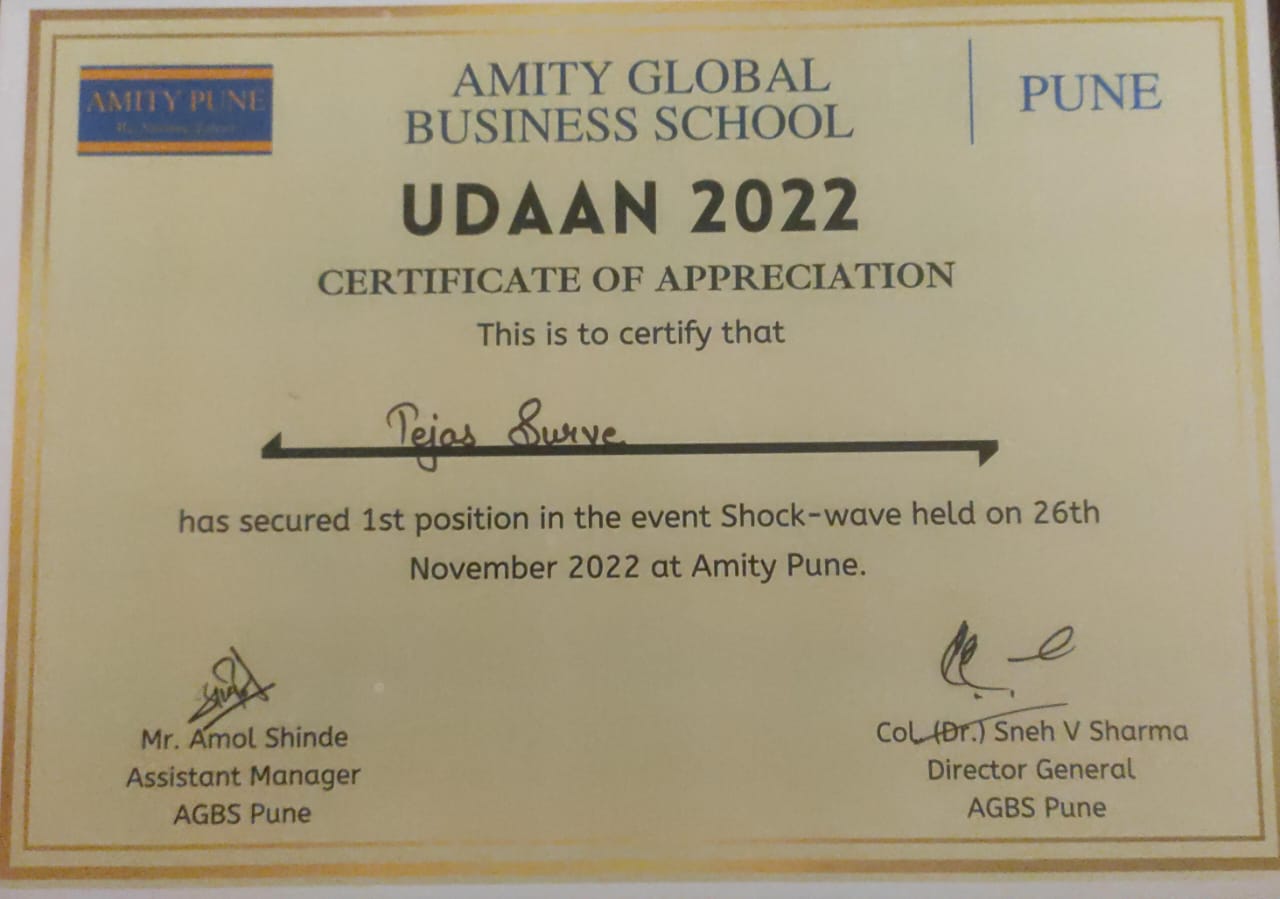 AMITY PUNE
AMITY GLOBAL
BUSINESS SCHOOL
PUNE
UDAAN 2022
CERTIFICATE OF APPRECIATION
This is to certify that
Tejas Surve
has secured 1st position in the event Shock-wave held on 26th
November 2022 at Amity Pune.
Mr. Amol Shinde
Assistant Manager
AGBS Pune
Col. (Dr.) Sneh V Sharma
Director General
AGBS Pune